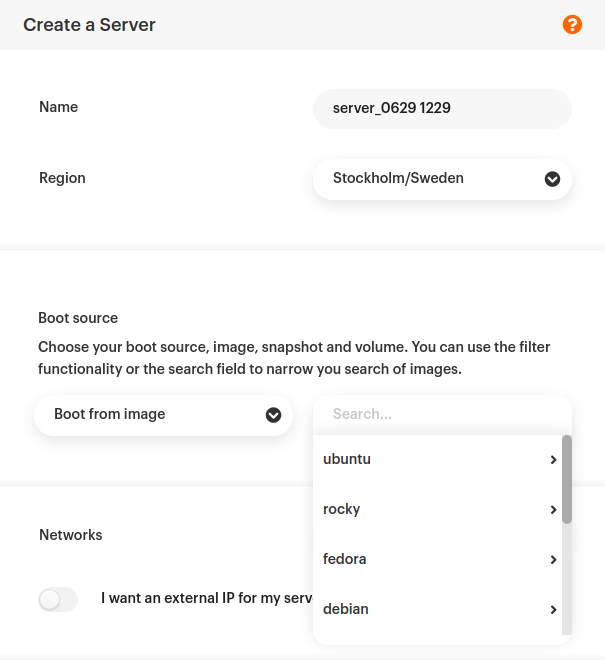 Create a Server
?
Name
server_0629 1229
Region
Stockholm/Sweden
Boot source
Choose your boot source, image, snapshot and volume. You can use the filter
functionality or the search field to narrow you search of images.
Boot from image
Search...
ubuntu
rocky
fedora
debian
Networks
I want an external IP for my serv